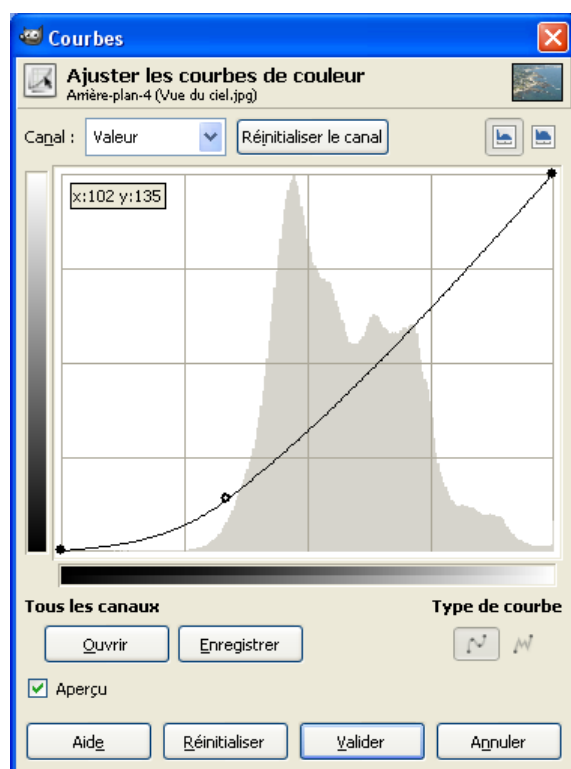 Courbes
Ajuster les courbes de couleur
Arrière-plan-4 (Vue du ciel.jpg)
Canal : Valeur Réinitialiser le canal
x:102 y:135
Tous les canaux Type de courbe
Ouvrir Enregistrer
Aperçu
Aide Réinitialiser Valider Annuler